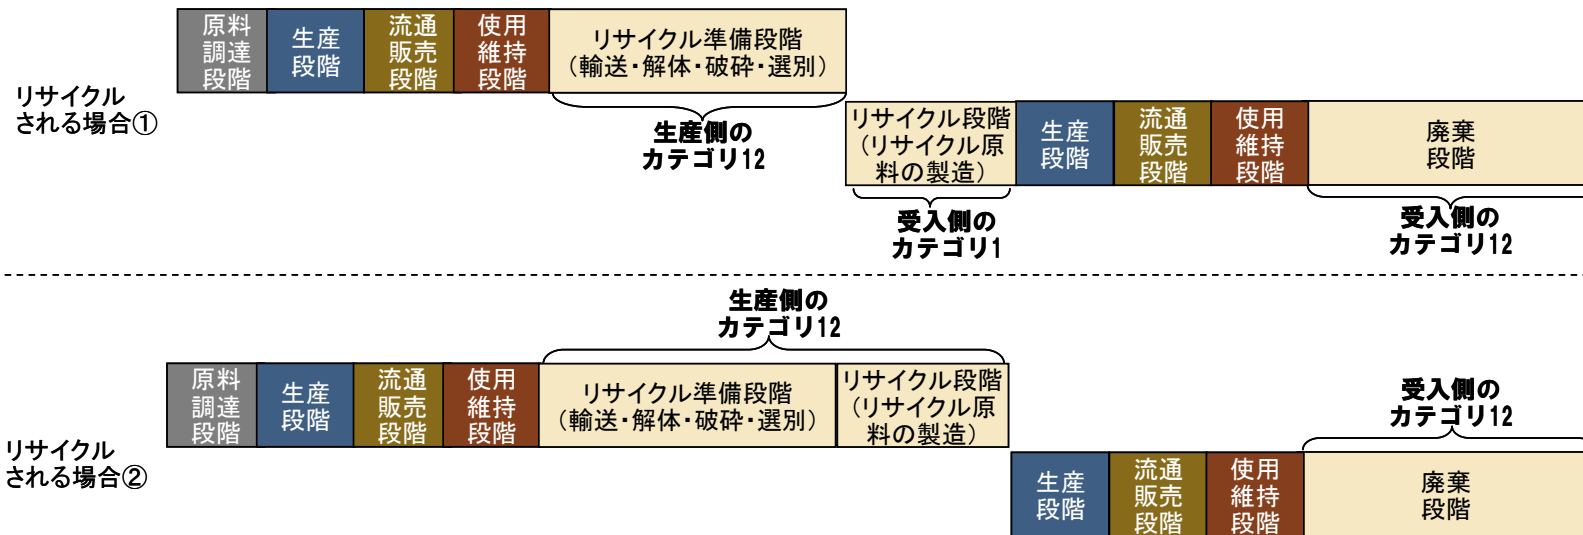 原料
調達
段階
生産
段階
流通
販売
段階
使用
維持
段階
リサイクル準備段階
（輸送・解体・破砕・選別）
リサイクル
される場合①
生産側の
カテゴリ12
リサイクル段階
（リサイクル原
料の製造）
生産
段階
流通
販売
段階
使用
維持
段階
廃棄
段階
受入側の
カテゴリ1
受入側の
カテゴリ12
生産側の
カテゴリ12
原料
調達
段階
生産
段階
流通
販売
段階
使用
維持
段階
リサイクル準備段階
（輸送・解体・破砕・選別）
リサイクル段階
（リサイクル原
料の製造）
受入側の
カテゴリ12
リサイクル
される場合②
生産
段階
流通
販売
段階
使用
維持
段階
廃棄
段階